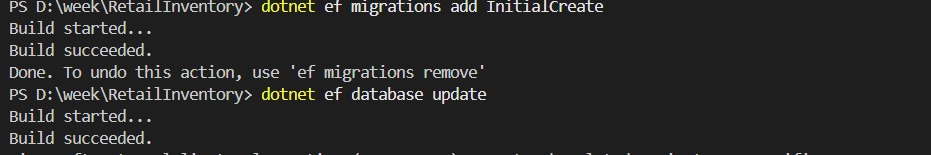 PS D:\week\RetailInventory> dotnet ef migrations add InitialCreate
Build started...
Build succeeded.
Done. To undo this action, use 'ef migrations remove'
PS D:\week\RetailInventory> dotnet ef database update
Build started...
Build succeeded.